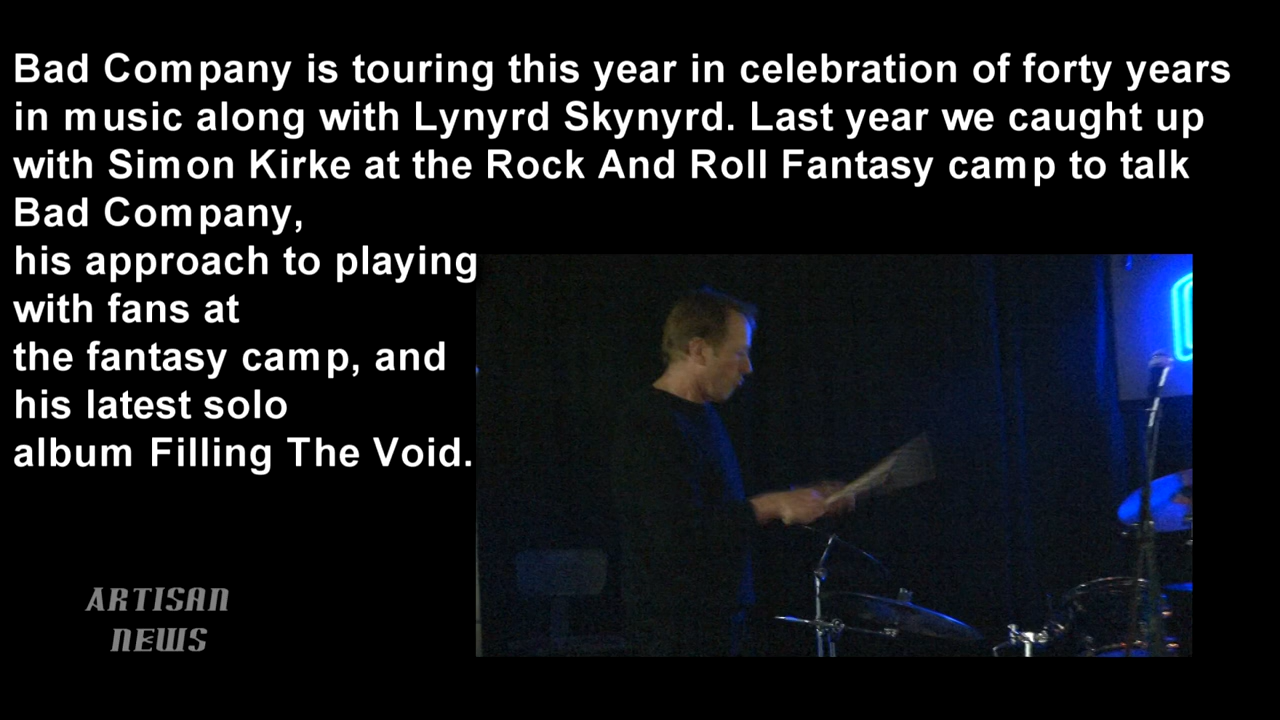 Bad Company is touring this year in celebration of forty years
in music along with Lynyrd Skynyrd. Last year we caught up
with Simon Kirke at the Rock And Roll Fantasy camp to talk
Bad Company,
his approach to playing
with fans at
the fantasy camp, and
his latest solo
album Filling The Void.
ARTISAN
NEWS